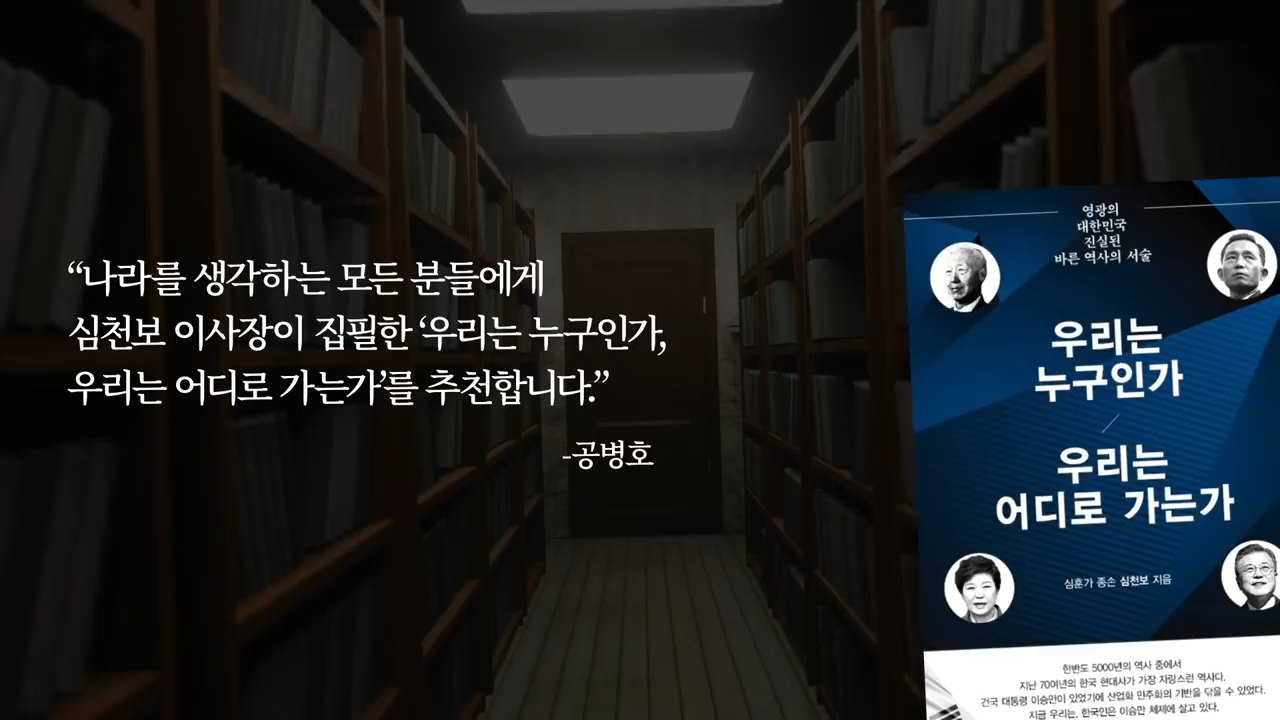 “나라를 생각하는 모든 분들에게
심천보 이사장이 집필한 ‘우리는 누구인가,
우리는 어디로 가는가’를 추천합니다.”
-공병호
영광의
대한민국
진실된
바른 역사의 서술
우리는
누구인가
우리는
어디로 가는가
심훈가 종손 심천보 지음
한반도 5000년의 역사 중에서
지난 70여년의 한국 현대사가 가장 자랑스런 역사다.
건국 대통령 이승만이 있었기에 산업화 민주화의 기반을 닦을 수 있었다.
지금 우리는, 한국인은 이승만 체제에 살고 있다.